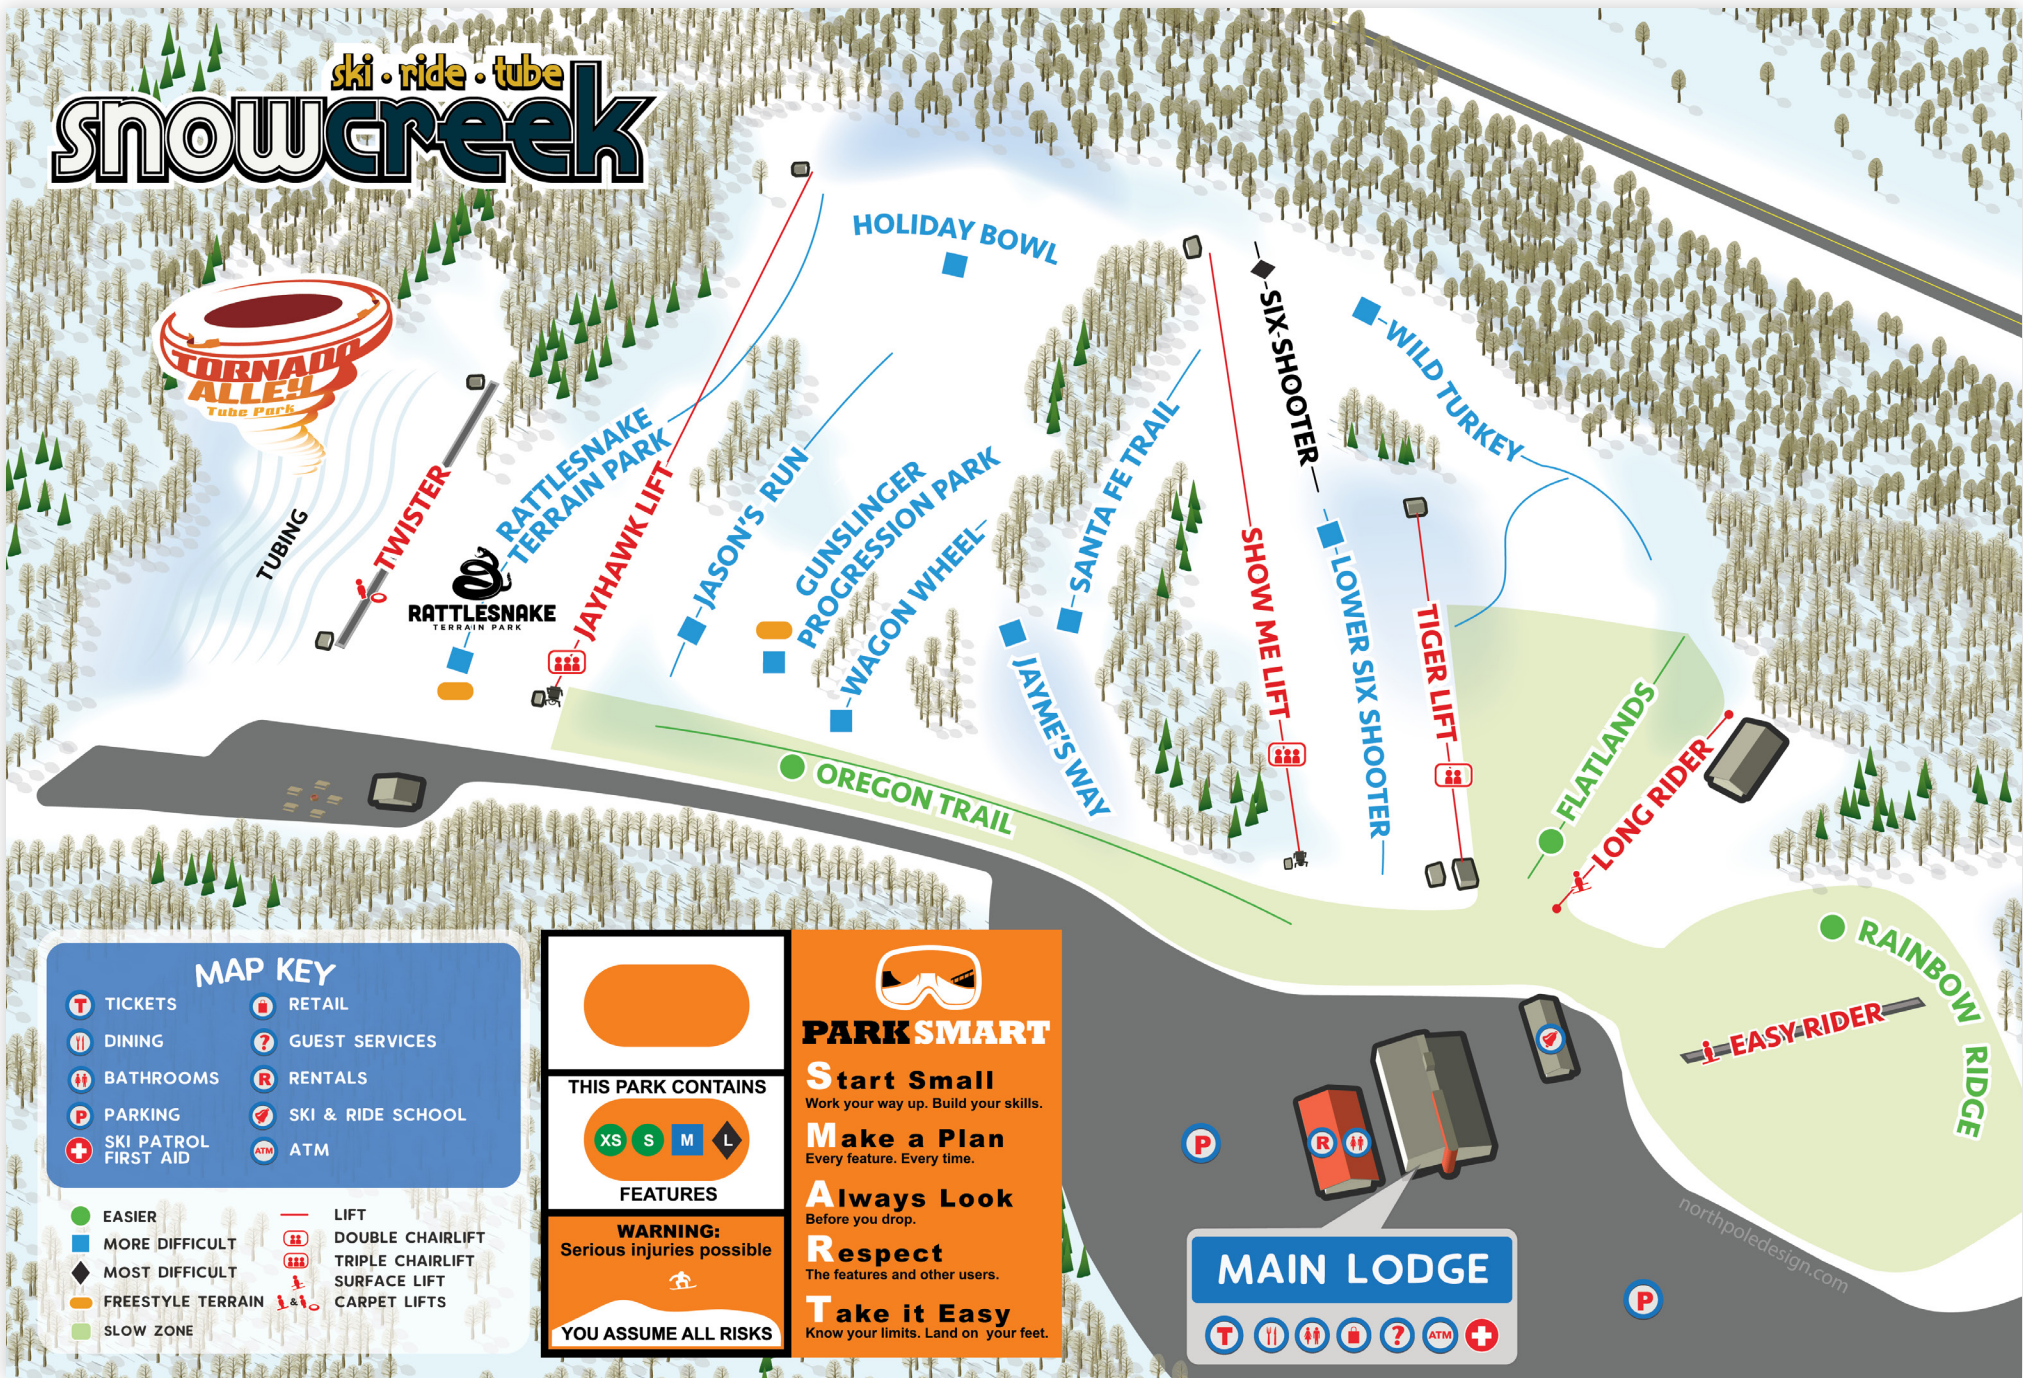 ski • ride • tube
snowcreek
TORNADO
ALLEY
Tube Park
TUBING
TWISTER
RATTLESNAKE
TERRAIN PARK
RATTLESNAKE
TERRAIN PARK
JAYHAWK LIFT
HOLIDAY BOWL
JASON'S RUN
GUNSLINGER
PROGRESSION PARK
WAGON WHEEL
SANTA FE TRAIL
JAYME'S WAY
SHOW ME LIFT
SIX-SHOOTER
LOWER SIX SHOOTER
WILD TURKEY
TIGER LIFT
FLATLANDS
LONG RIDER
OREGON TRAIL
RAINBOW RIDGE
EASY RIDER
MAP KEY
T TICKETS
DINING
BATHROOMS
P PARKING
SKI PATROL
FIRST AID
RETAIL
? GUEST SERVICES
R RENTALS
SKI & RIDE SCHOOL
ATM ATM
EASIER
MORE DIFFICULT
MOST DIFFICULT
FREESTYLE TERRAIN
SLOW ZONE
LIFT
DOUBLE CHAIRLIFT
TRIPLE CHAIRLIFT
SURFACE LIFT
& CARPET LIFTS
THIS PARK CONTAINS
XS S M L
FEATURES
WARNING:
Serious injuries possible
YOU ASSUME ALL RISKS
PARK SMART
Start Small
Work your way up. Build your skills.
Make a Plan
Every feature. Every time.
Always Look
Before you drop.
Respect
The features and other users.
Take it Easy
Know your limits. Land on your feet.
P
R
MAIN LODGE
T ? ATM
P
northpoledesign.com